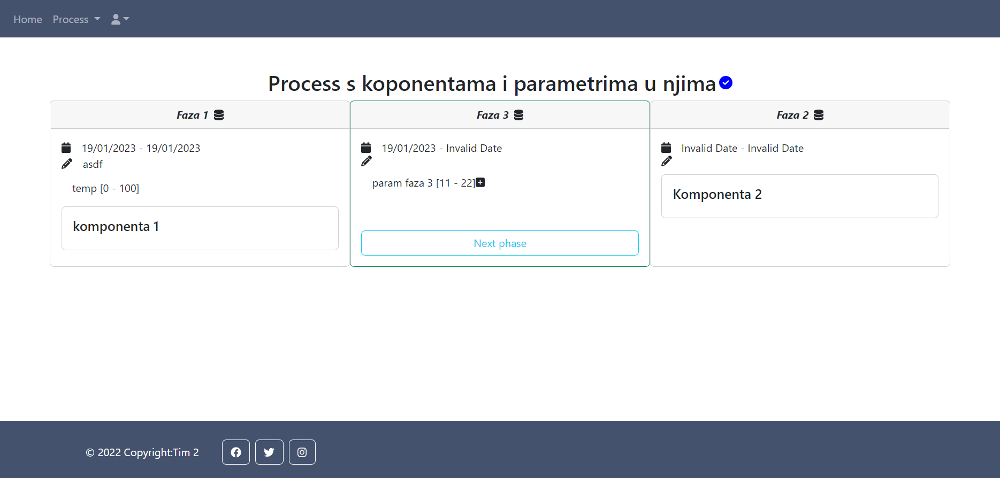 Home Process
Process s koponentama i parametrima u njima
Faza 1
19/01/2023 - 19/01/2023
asdf
temp [0 - 100]
komponenta 1
Faza 3
19/01/2023 - Invalid Date
param faza 3 [11 - 22]
Next phase
Faza 2
Invalid Date - Invalid Date
Komponenta 2
© 2022 Copyright:Tim 2